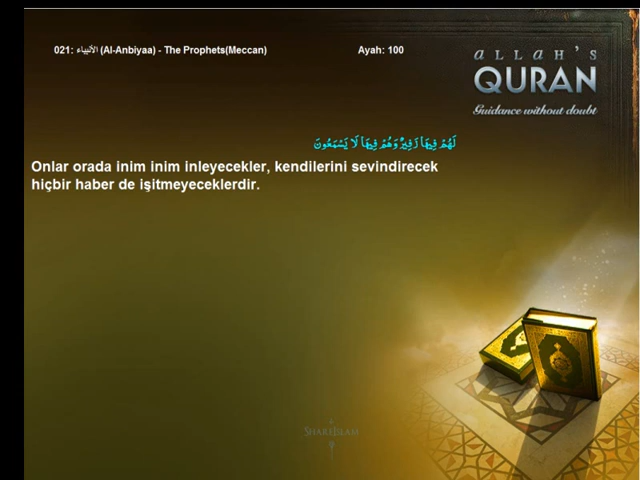 021: الأنبياء (Al-Anbiyaa) - The Prophets(Meccan) Ayah: 100
ALLAH'S
QURAN
Guidance without doubt
لَهُمْ فِيهَا زَفِيرٌ وَهُمْ فِيهَا لَا يَسْمَعُونَ
Onlar orada inim inim inleyecekler, kendilerini sevindirecek
hiçbir haber de işitmeyeceklerdir.
SHAREISLAM